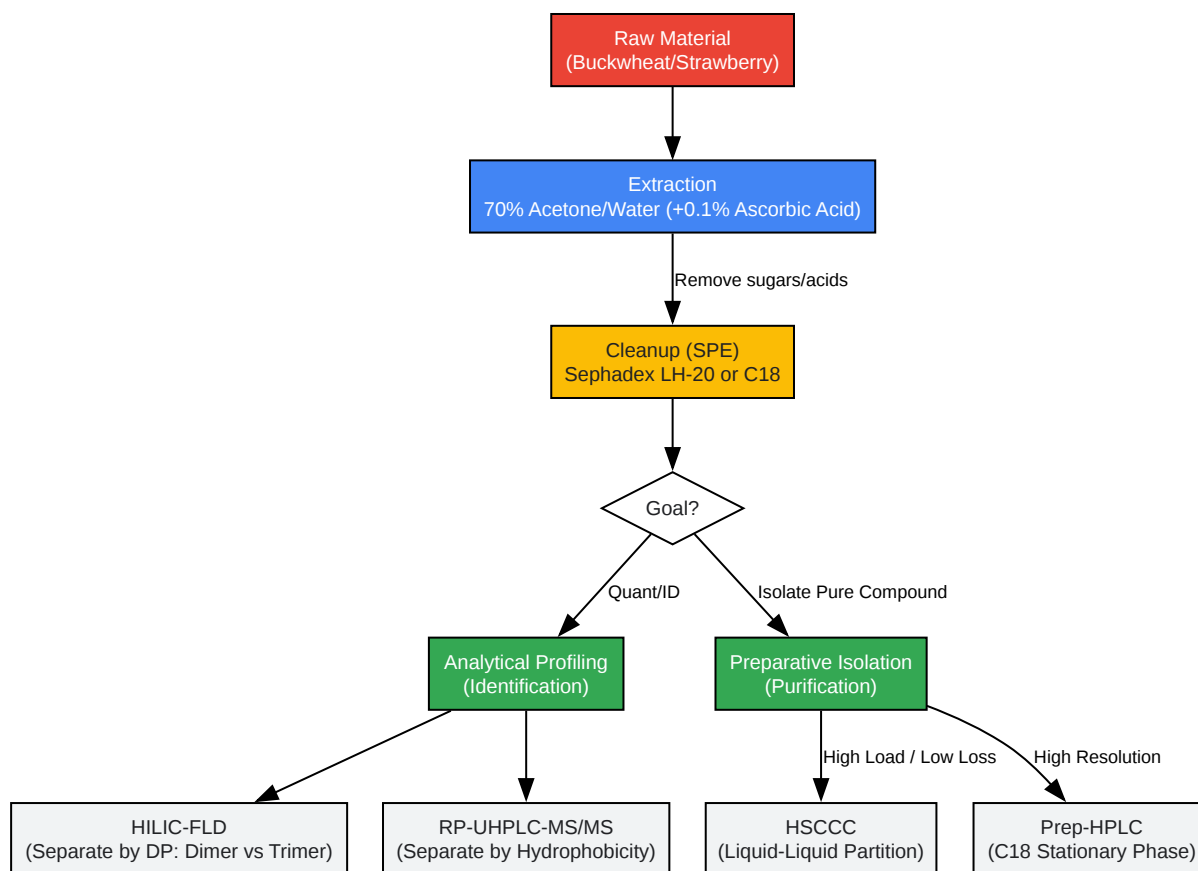 Raw Material
(Buckwheat/Strawberry)
Extraction
70% Acetone/Water (+0.1% Ascorbic Acid)
Remove sugars/acids
Cleanup (SPE)
Sephadex LH-20 or C18
Goal?
Quant/ID
Isolate Pure Compound
Analytical Profiling
(Identification)
Preparative Isolation
(Purification)
High Load / Low Loss
High Resolution
HILIC-FLD
(Separate by DP: Dimer vs Trimer)
RP-UHPLC-MS/MS
(Separate by Hydrophobicity)
HSCCC
(Liquid-Liquid Partition)
Prep-HPLC
(C18 Stationary Phase)